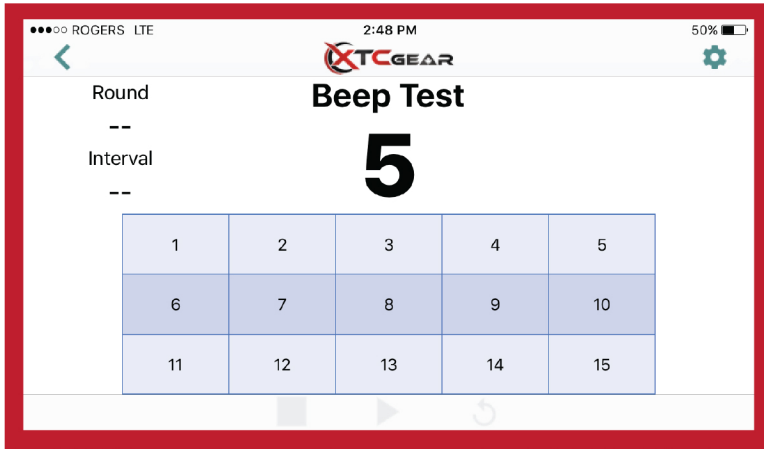 ●●●○○ ROGERS LTE 2:48 PM 50%
XTCGEAR
Beep Test
Round
--
5
Interval
--
1 2 3 4 5
6 7 8 9 10
11 12 13 14 15